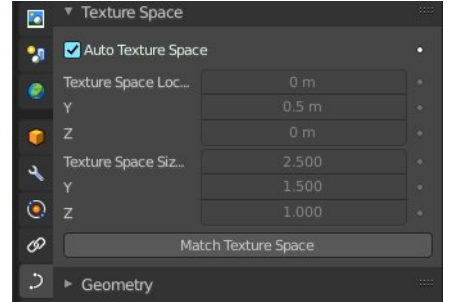 Texture Space
Auto Texture Space
Texture Space Loc... 0 m
Y 0.5 m
Z 0 m
Texture Space Siz... 2.500
Y 1.500
Z 1.000
Match Texture Space
Geometry